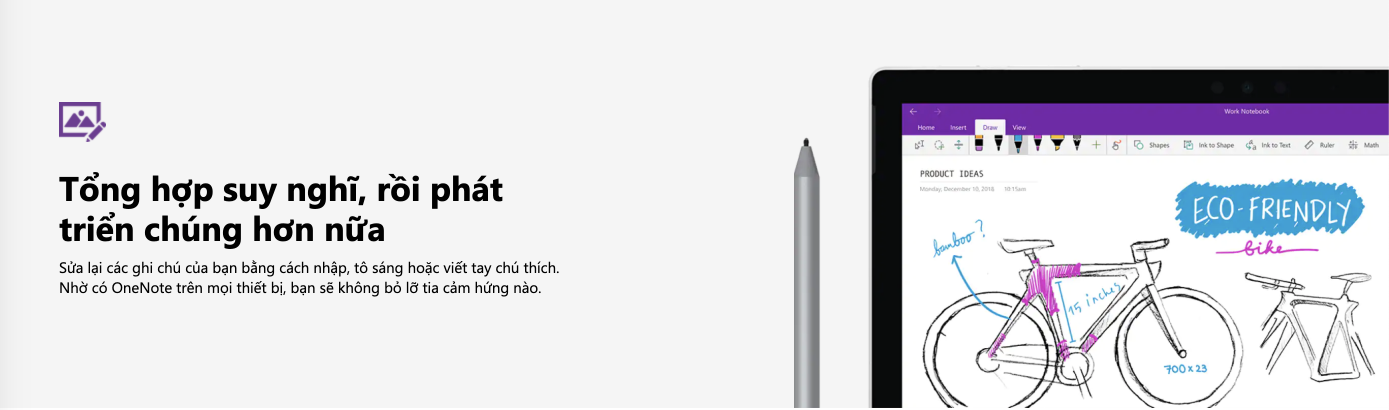 Tổng hợp suy nghĩ, rồi phát
triển chúng hơn nữa
Sửa lại các ghi chú của bạn bằng cách nhập, tô sáng hoặc viết tay chú thích.
Nhờ có OneNote trên mọi thiết bị, bạn sẽ không bỏ lỡ tia cảm hứng nào.
Work Notebook
Home Insert Draw View
Shapes Ink to Shape Ink to Text Ruler Math
PRODUCT IDEAS
Monday, December 10, 2018 10:15am
ECO-FRIENDLY
bike
bamboo?
15 inches
700x23